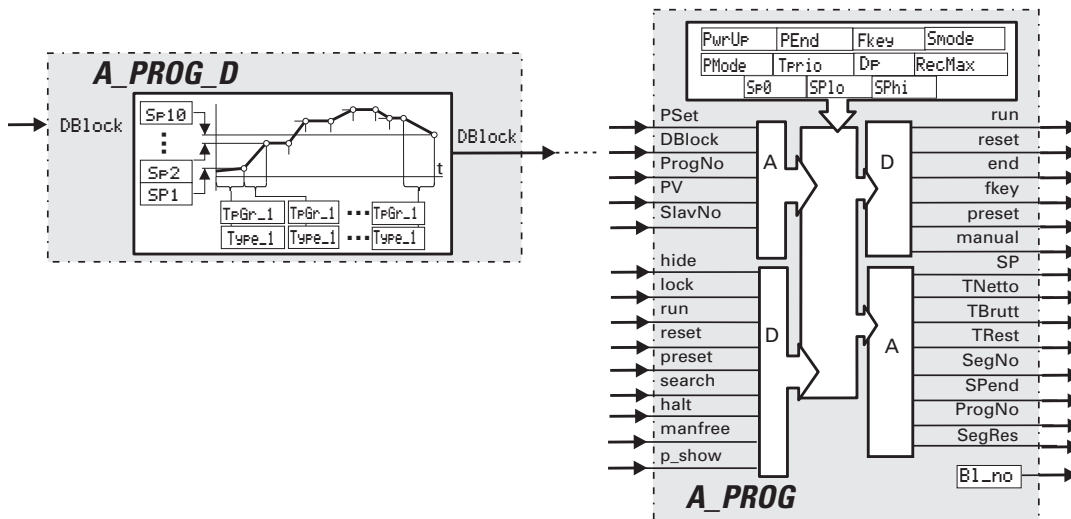 A_PROG_D
DBlock
Sp10
Sp2
SP1
t
TpGr_1 TpGr_1 ••• TpGr_1
Type_1 Type_1 ••• Type_1
DBlock
PwrUp PEnd Fkey Smode
PMode Tprio Dp RecMax
Sp0 SPlo SPhi
PSet
DBlock
ProgNo
PV
SlavNo
A
D
run
reset
end
fkey
preset
manual
hide
lock
run
reset
preset
search
halt
manfree
p_show
D
A
SP
TNetto
TBrutt
TRest
SegNo
SPend
ProgNo
SegRes
Bl_no
A_PROG